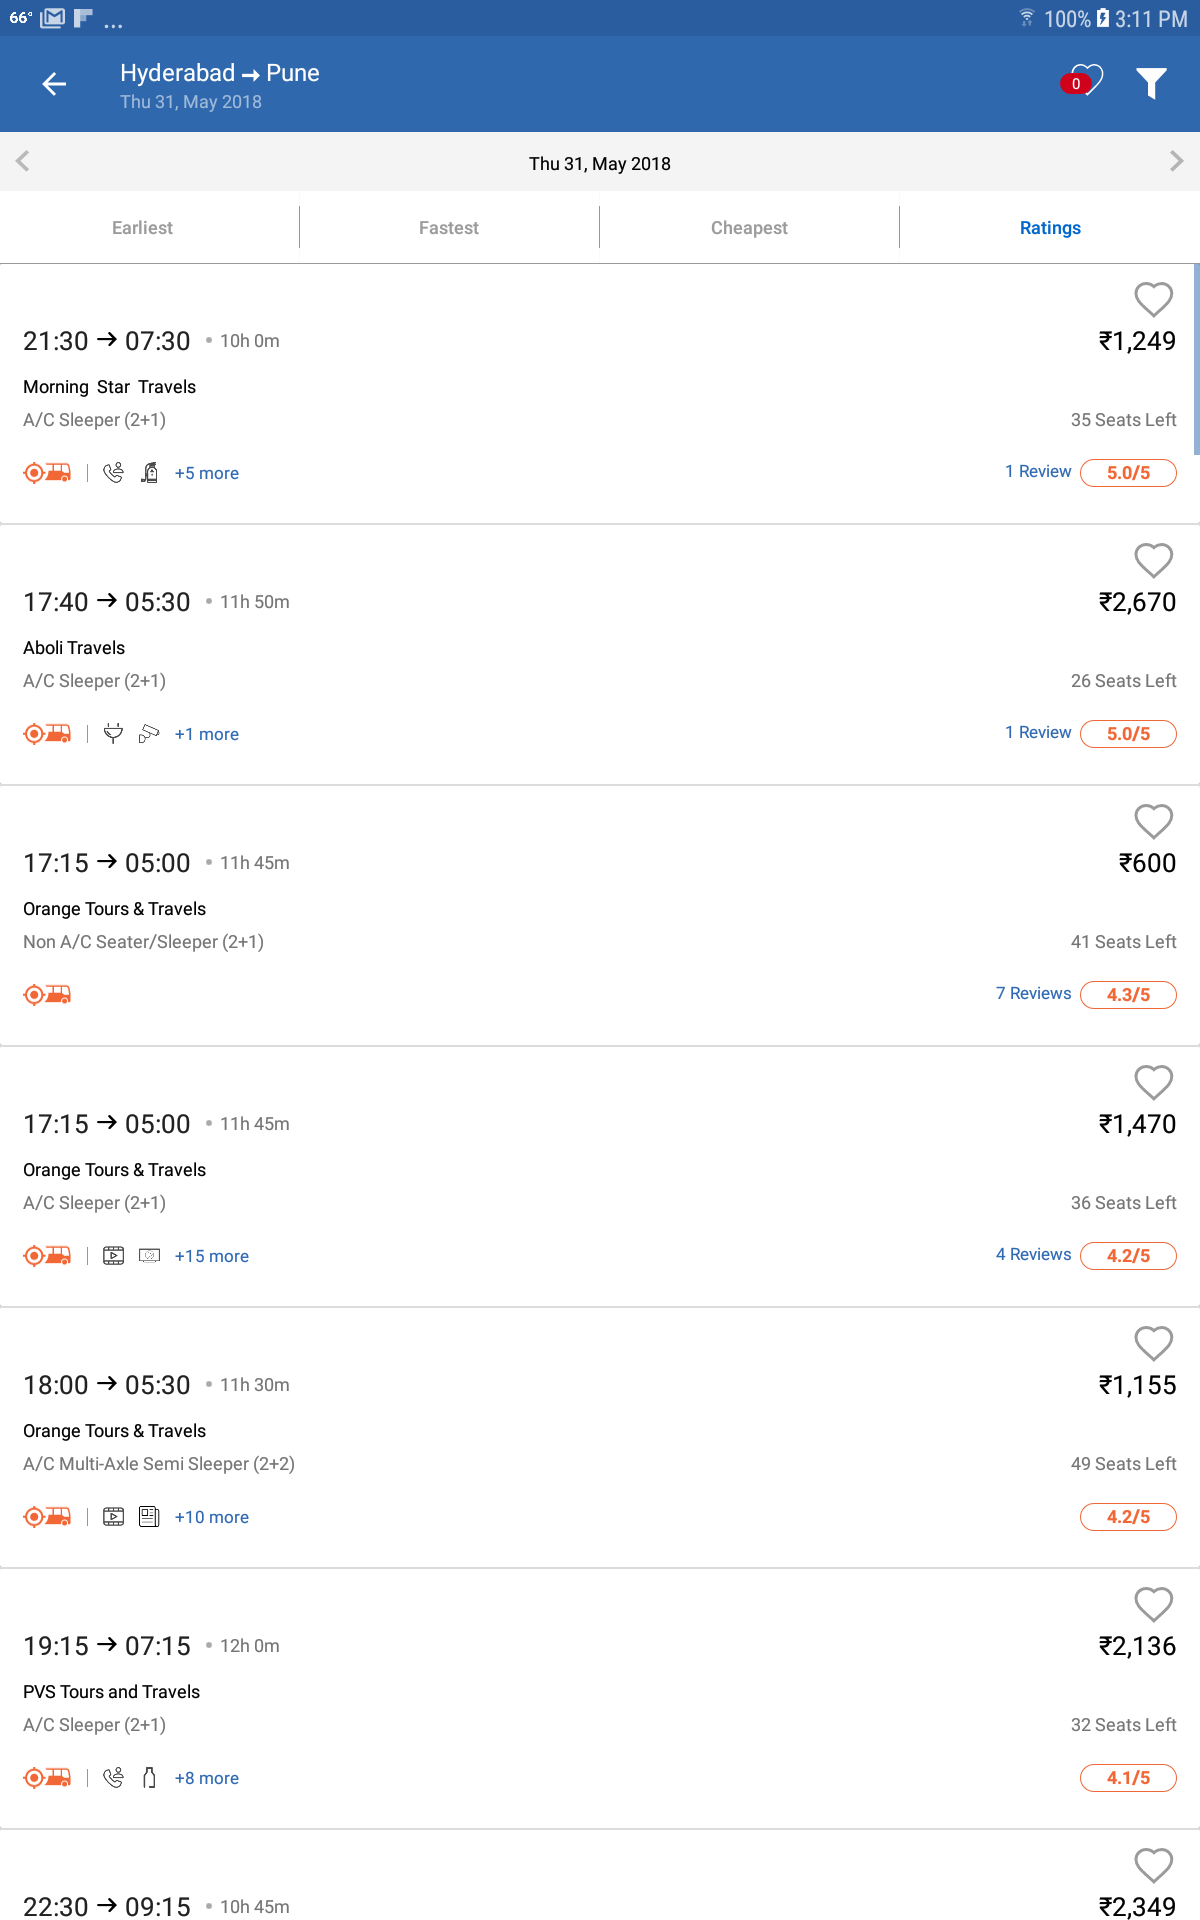 66° ... 100% 3:11 PM
Hyderabad → Pune
Thu 31, May 2018
0
Thu 31, May 2018
Earliest Fastest Cheapest Ratings
21:30 → 07:30 • 10h 0m ₹1,249
Morning Star Travels
A/C Sleeper (2+1) 35 Seats Left
+5 more 1 Review 5.0/5
17:40 → 05:30 • 11h 50m ₹2,670
Aboli Travels
A/C Sleeper (2+1) 26 Seats Left
+1 more 1 Review 5.0/5
17:15 → 05:00 • 11h 45m ₹600
Orange Tours & Travels
Non A/C Seater/Sleeper (2+1) 41 Seats Left
7 Reviews 4.3/5
17:15 → 05:00 • 11h 45m ₹1,470
Orange Tours & Travels
A/C Sleeper (2+1) 36 Seats Left
+15 more 4 Reviews 4.2/5
18:00 → 05:30 • 11h 30m ₹1,155
Orange Tours & Travels
A/C Multi-Axle Semi Sleeper (2+2) 49 Seats Left
+10 more 4.2/5
19:15 → 07:15 • 12h 0m ₹2,136
PVS Tours and Travels
A/C Sleeper (2+1) 32 Seats Left
+8 more 4.1/5
22:30 → 09:15 • 10h 45m ₹2,349